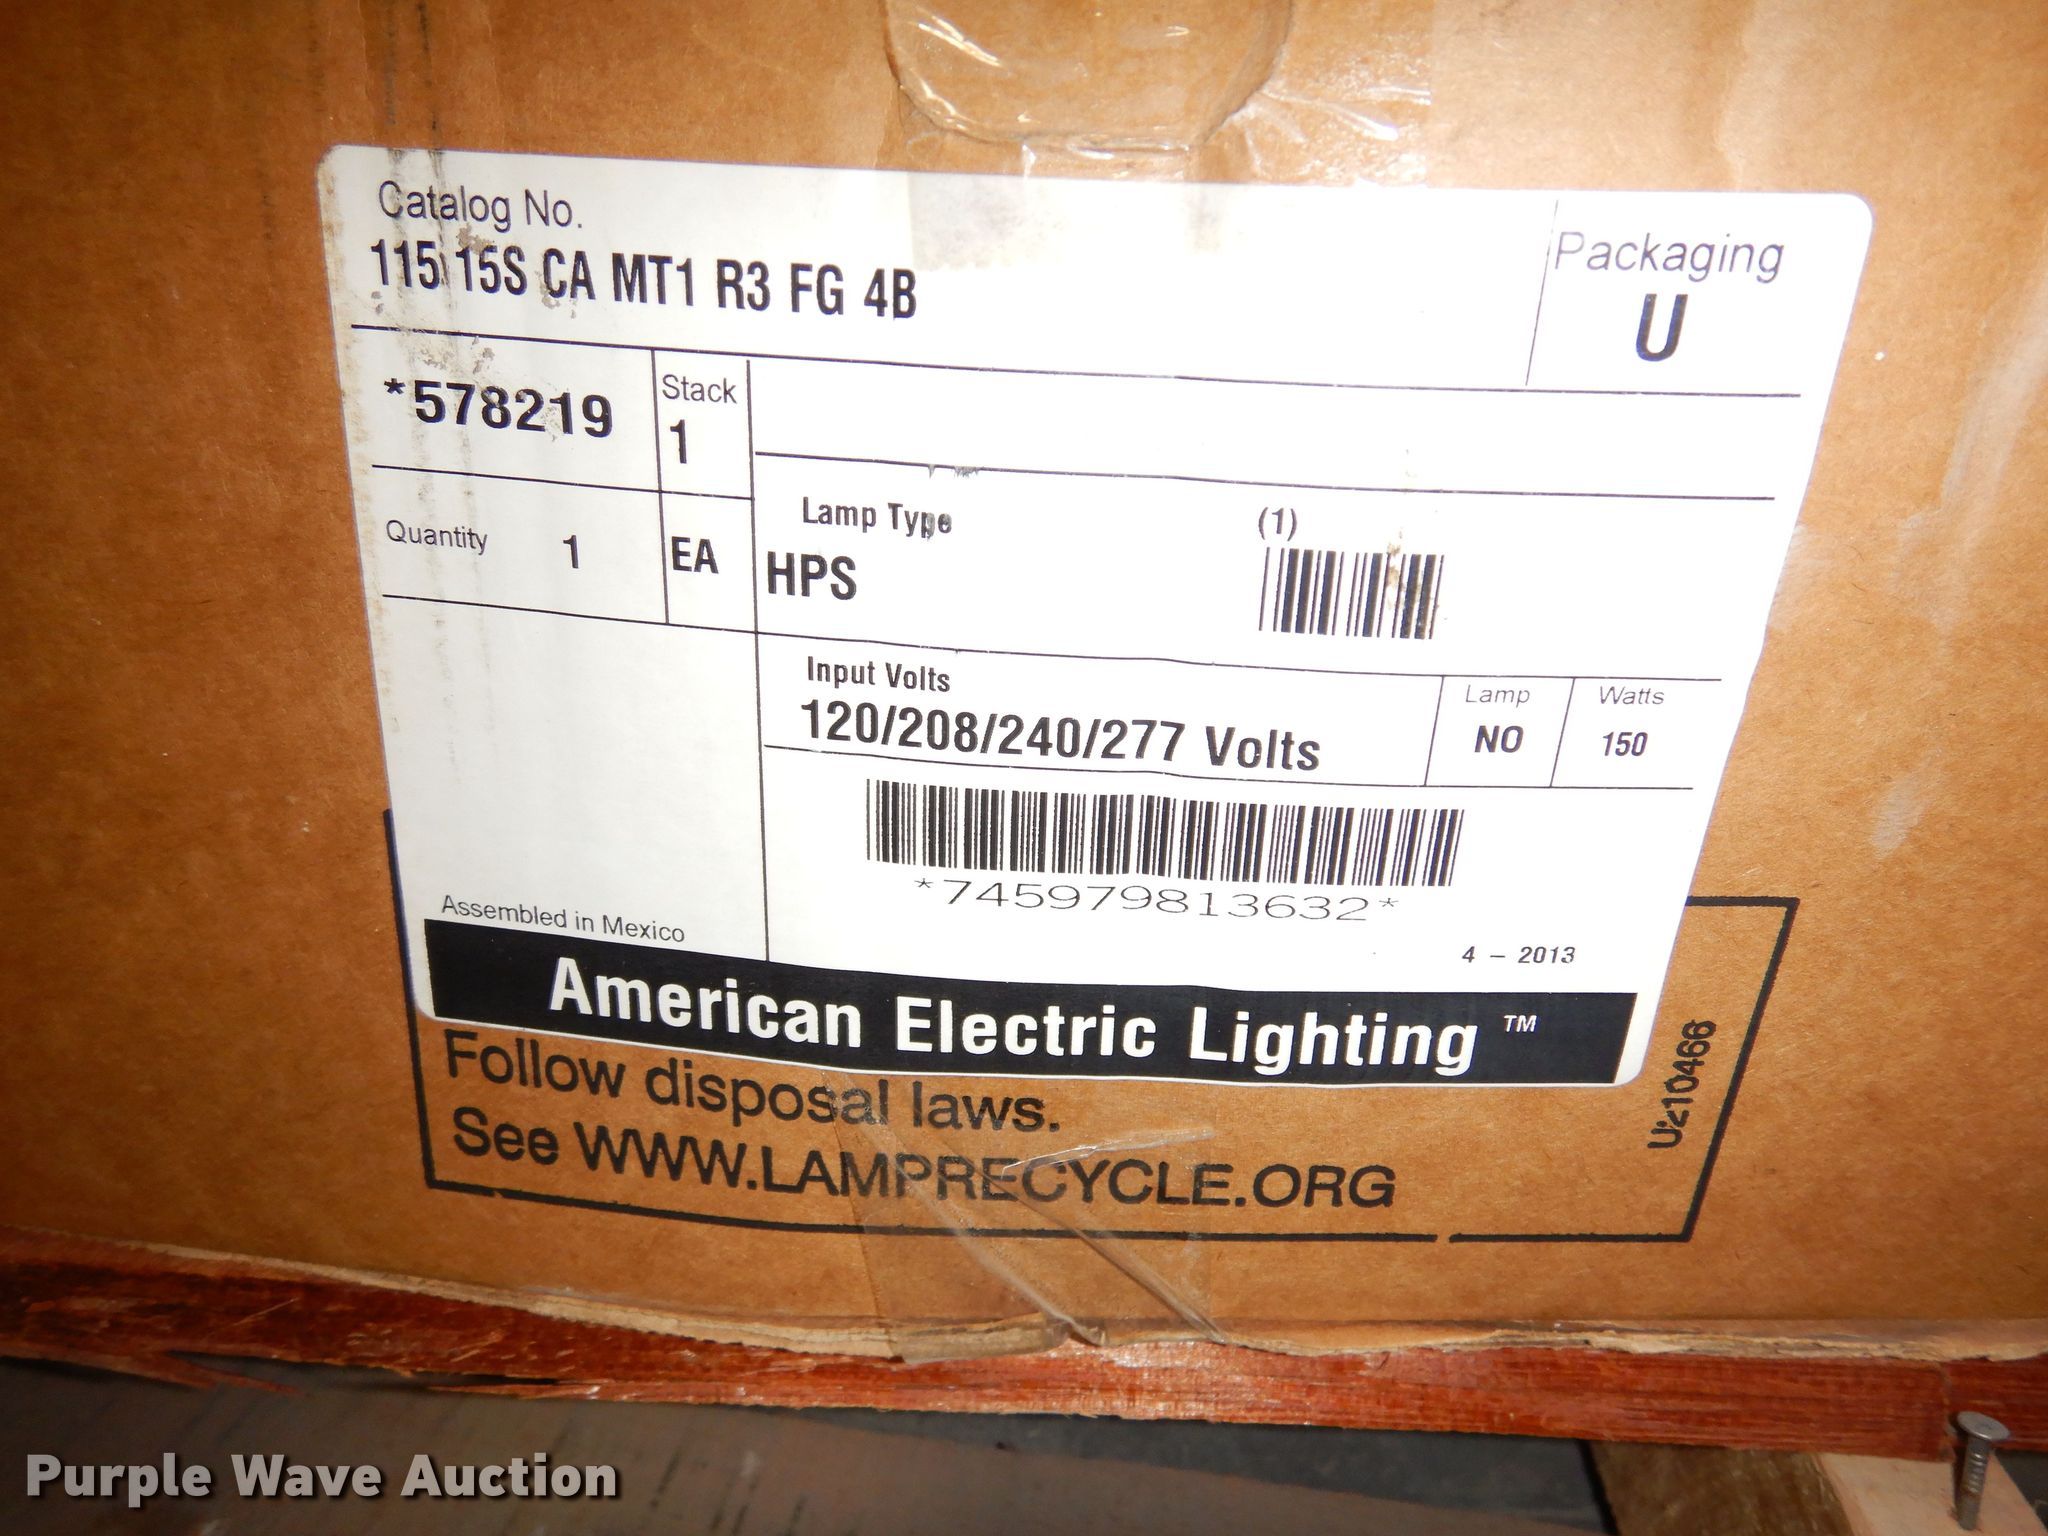 Catalog No.
115 15S CA MT1 R3 FG 4B
Packaging
U
*578219
Stack
1
Quantity 1 EA
Lamp Type
HPS
(1)
Input Volts
120/208/240/277 Volts
Lamp
NO
Watts
150
*745979813632*
4 - 2013
Assembled in Mexico
American Electric Lighting ™
Follow disposal laws.
See WWW.LAMPRECYCLE.ORG
Purple Wave Auction